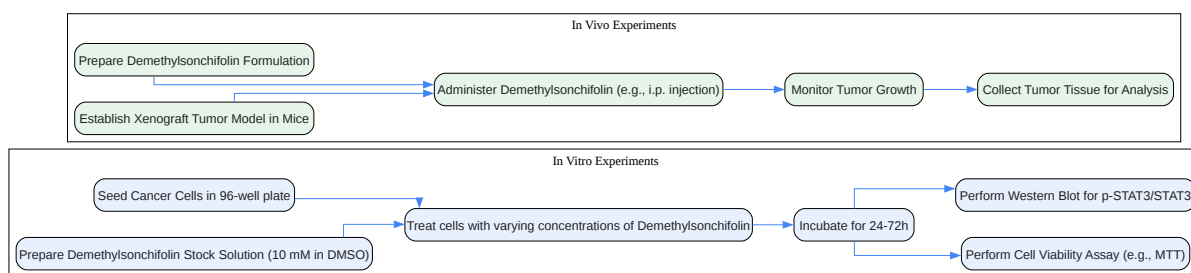 In Vivo Experiments
Prepare Demethylsonchifolin Formulation
Establish Xenograft Tumor Model in Mice
Administer Demethylsonchifolin (e.g., i.p. injection)
Monitor Tumor Growth
Collect Tumor Tissue for Analysis
In Vitro Experiments
Seed Cancer Cells in 96-well plate
Prepare Demethylsonchifolin Stock Solution (10 mM in DMSO)
Treat cells with varying concentrations of Demethylsonchifolin
Incubate for 24-72h
Perform Western Blot for p-STAT3/STAT3
Perform Cell Viability Assay (e.g., MTT)